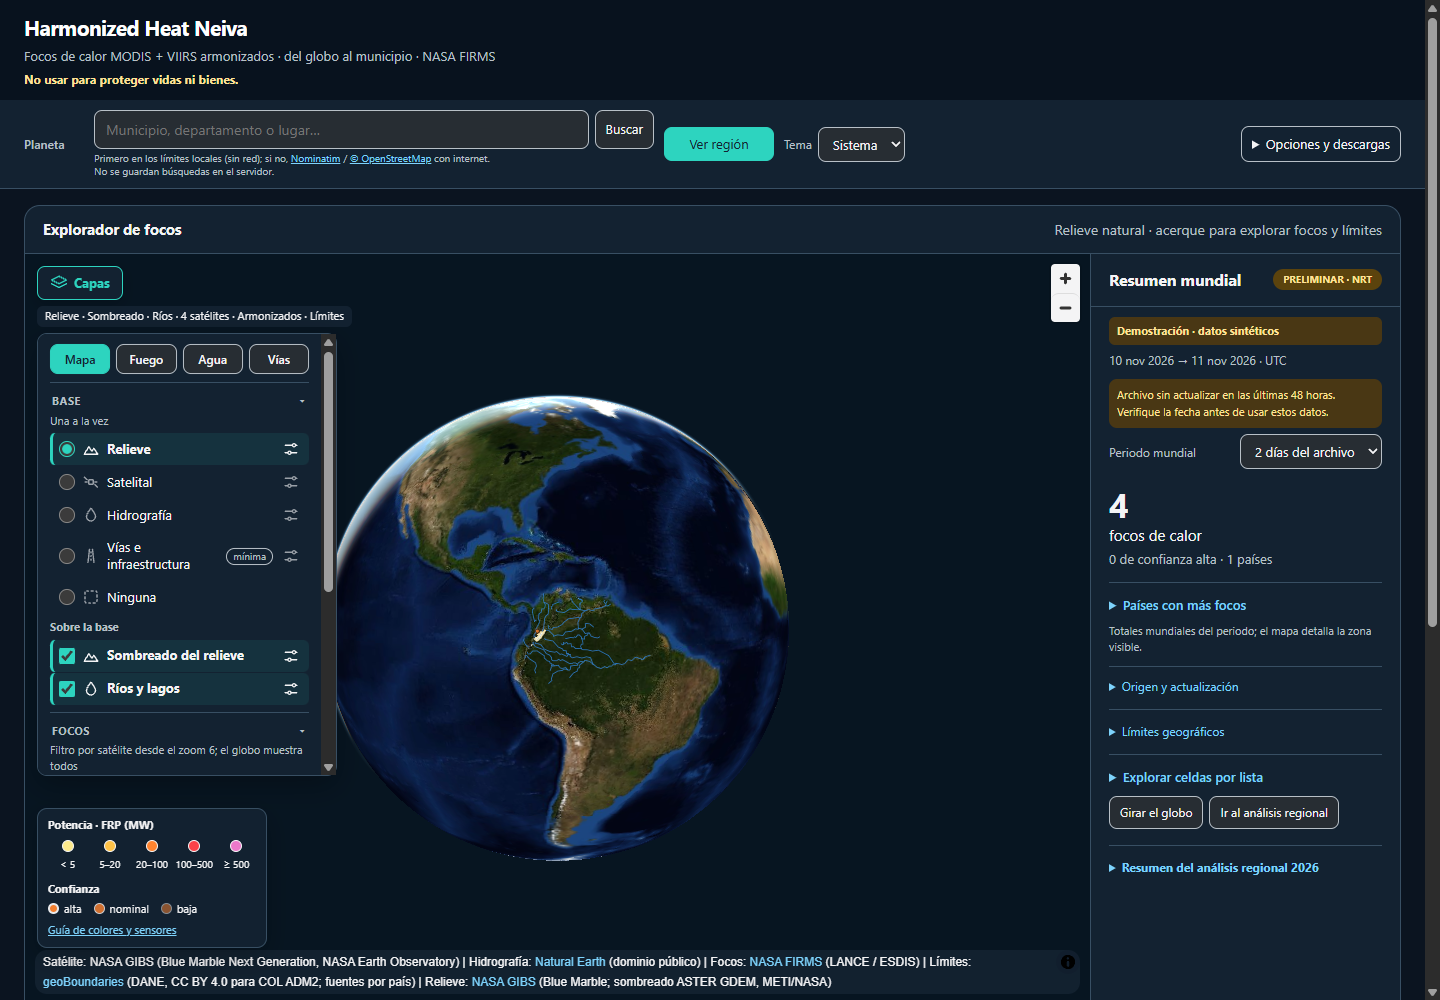 Harmonized Heat Neiva
Focos de calor MODIS + VIIRS armonizados · del globo al municipio · NASA FIRMS
No usar para proteger vidas ni bienes.
Planeta
Municipio, departamento o lugar...
Buscar
Primero en los límites locales (sin red); si no, Nominatim / © OpenStreetMap con internet.
No se guardan búsquedas en el servidor.
Ver región
Tema
Sistema
Opciones y descargas
Explorador de focos
Relieve natural · acerque para explorar focos y límites
Capas
Relieve · Sombreado · Ríos · 4 satélites · Armonizados · Límites
Mapa
Fuego
Agua
Vías
BASE
Una a la vez
Relieve
Satelital
Hidrografía
Vías e
infraestructura
mínima
Ninguna
Sobre la base
Sombreado del relieve
Ríos y lagos
FOCOS
Filtro por satélite desde el zoom 6; el globo muestra
todos
Potencia · FRP (MW)
< 5
5–20
20–100
100–500
≥ 500
Confianza
alta
nominal
baja
Guía de colores y sensores
Satélite: NASA GIBS (Blue Marble Next Generation, NASA Earth Observatory) | Hidrografía: Natural Earth (dominio público) | Focos: NASA FIRMS (LANCE / ESDIS) | Límites:
geoBoundaries (DANE, CC BY 4.0 para COL ADM2; fuentes por país) | Relieve: NASA GIBS (Blue Marble; sombreado ASTER GDEM, METI/NASA)
Resumen mundial
PRELIMINAR · NRT
Demostración · datos sintéticos
10 nov 2026 → 11 nov 2026 · UTC
Archivo sin actualizar en las últimas 48 horas.
Verifique la fecha antes de usar estos datos.
Periodo mundial
2 días del archivo
4
focos de calor
0 de confianza alta · 1 países
Países con más focos
Totales mundiales del periodo; el mapa detalla la zona
visible.
Origen y actualización
Límites geográficos
Explorar celdas por lista
Girar el globo
Ir al análisis regional
Resumen del análisis regional 2026